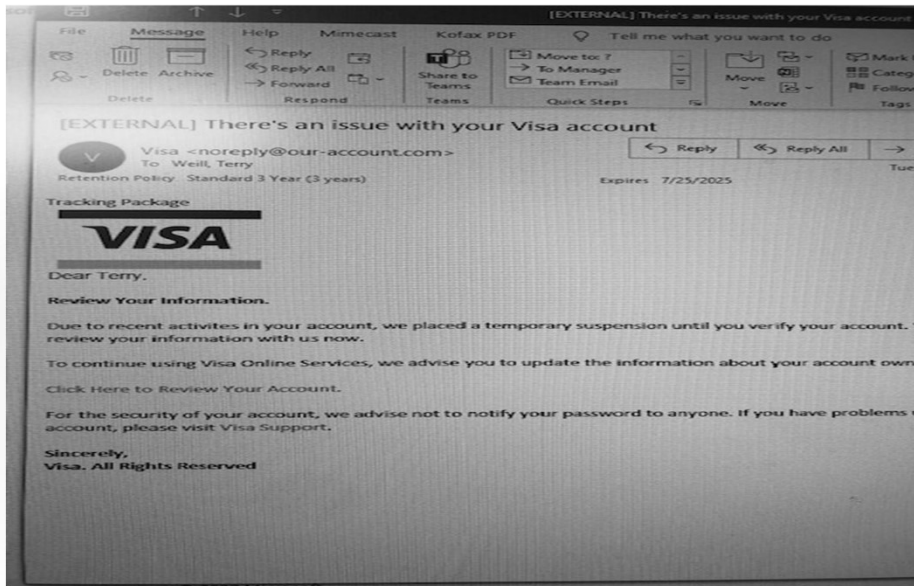 [EXTERNAL] There's an issue with your Visa account
File Message Help Mimecast Kofax PDF Tell me what you want to do
Delete Archive
Reply
Reply All
Forward
Share to Teams
Move to: ?
To Manager
Team Email
Move
Mark
Categ
Follow
Delete Respond Teams Quick Steps Move Tags
[EXTERNAL] There's an issue with your Visa account
V
Visa <noreply@our-account.com>
To Weill, Terry
Reply Reply All
Tue
Retention Policy Standard 3 Year (3 years) Expires 7/25/2025
Tracking Package
VISA
Dear Terry,
Review Your Information.
Due to recent activites in your account, we placed a temporary suspension until you verify your account.
review your information with us now.
To continue using Visa Online Services, we advise you to update the information about your account own
Click Here to Review Your Account.
For the security of your account, we advise not to notify your password to anyone. If you have problems
account, please visit Visa Support.
Sincerely,
Visa. All Rights Reserved